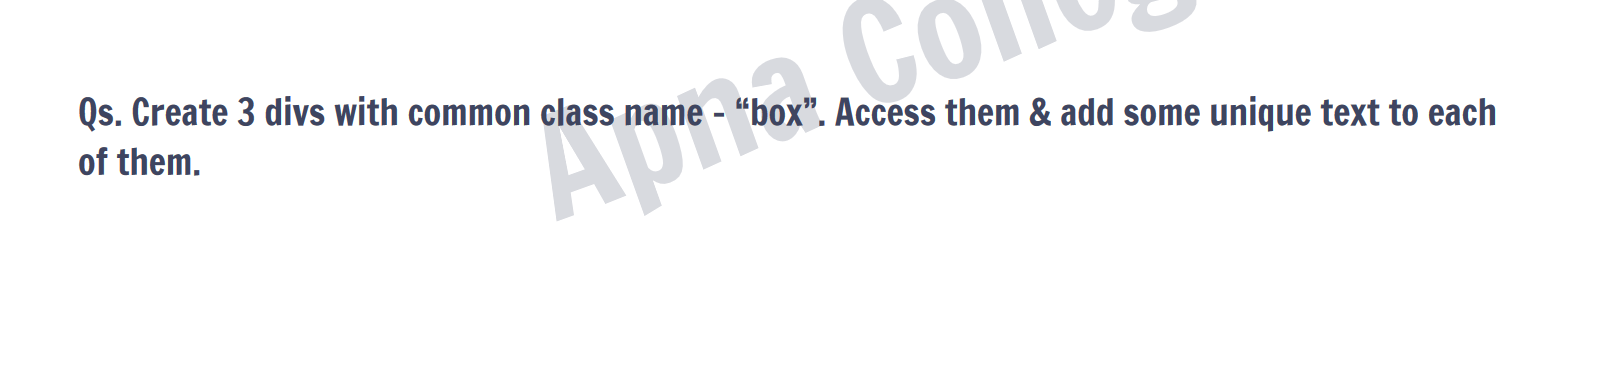 Apna Colleg
Qs. Create 3 divs with common class name - “box”. Access them & add some unique text to each
of them.